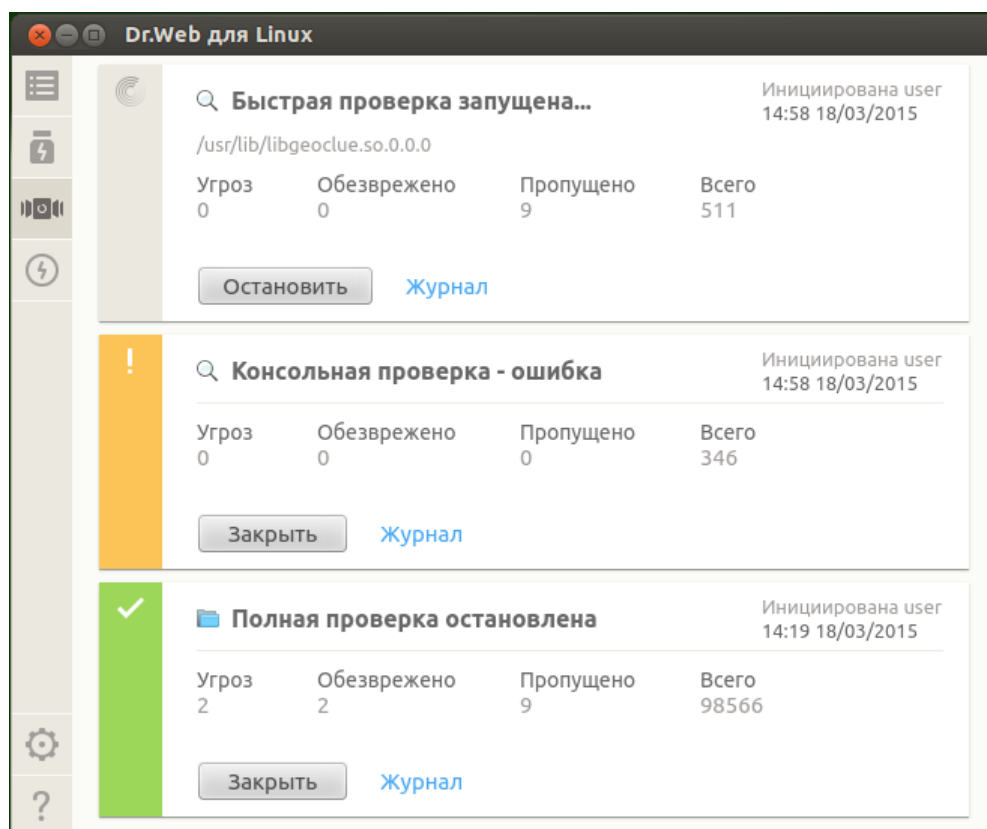 Dr.Web для Linux
Быстрая проверка запущена...
Инициирована user
14:58 18/03/2015
/usr/lib/libgeoclue.so.0.0.0
Угроз Обезврежено Пропущено Всего
0 0 9 511
Остановить Журнал
!
Консольная проверка - ошибка
Инициирована user
14:58 18/03/2015
Угроз Обезврежено Пропущено Всего
0 0 0 346
Закрыть Журнал
Полная проверка остановлена
Инициирована user
14:19 18/03/2015
Угроз Обезврежено Пропущено Всего
2 2 9 98566
Закрыть Журнал
?